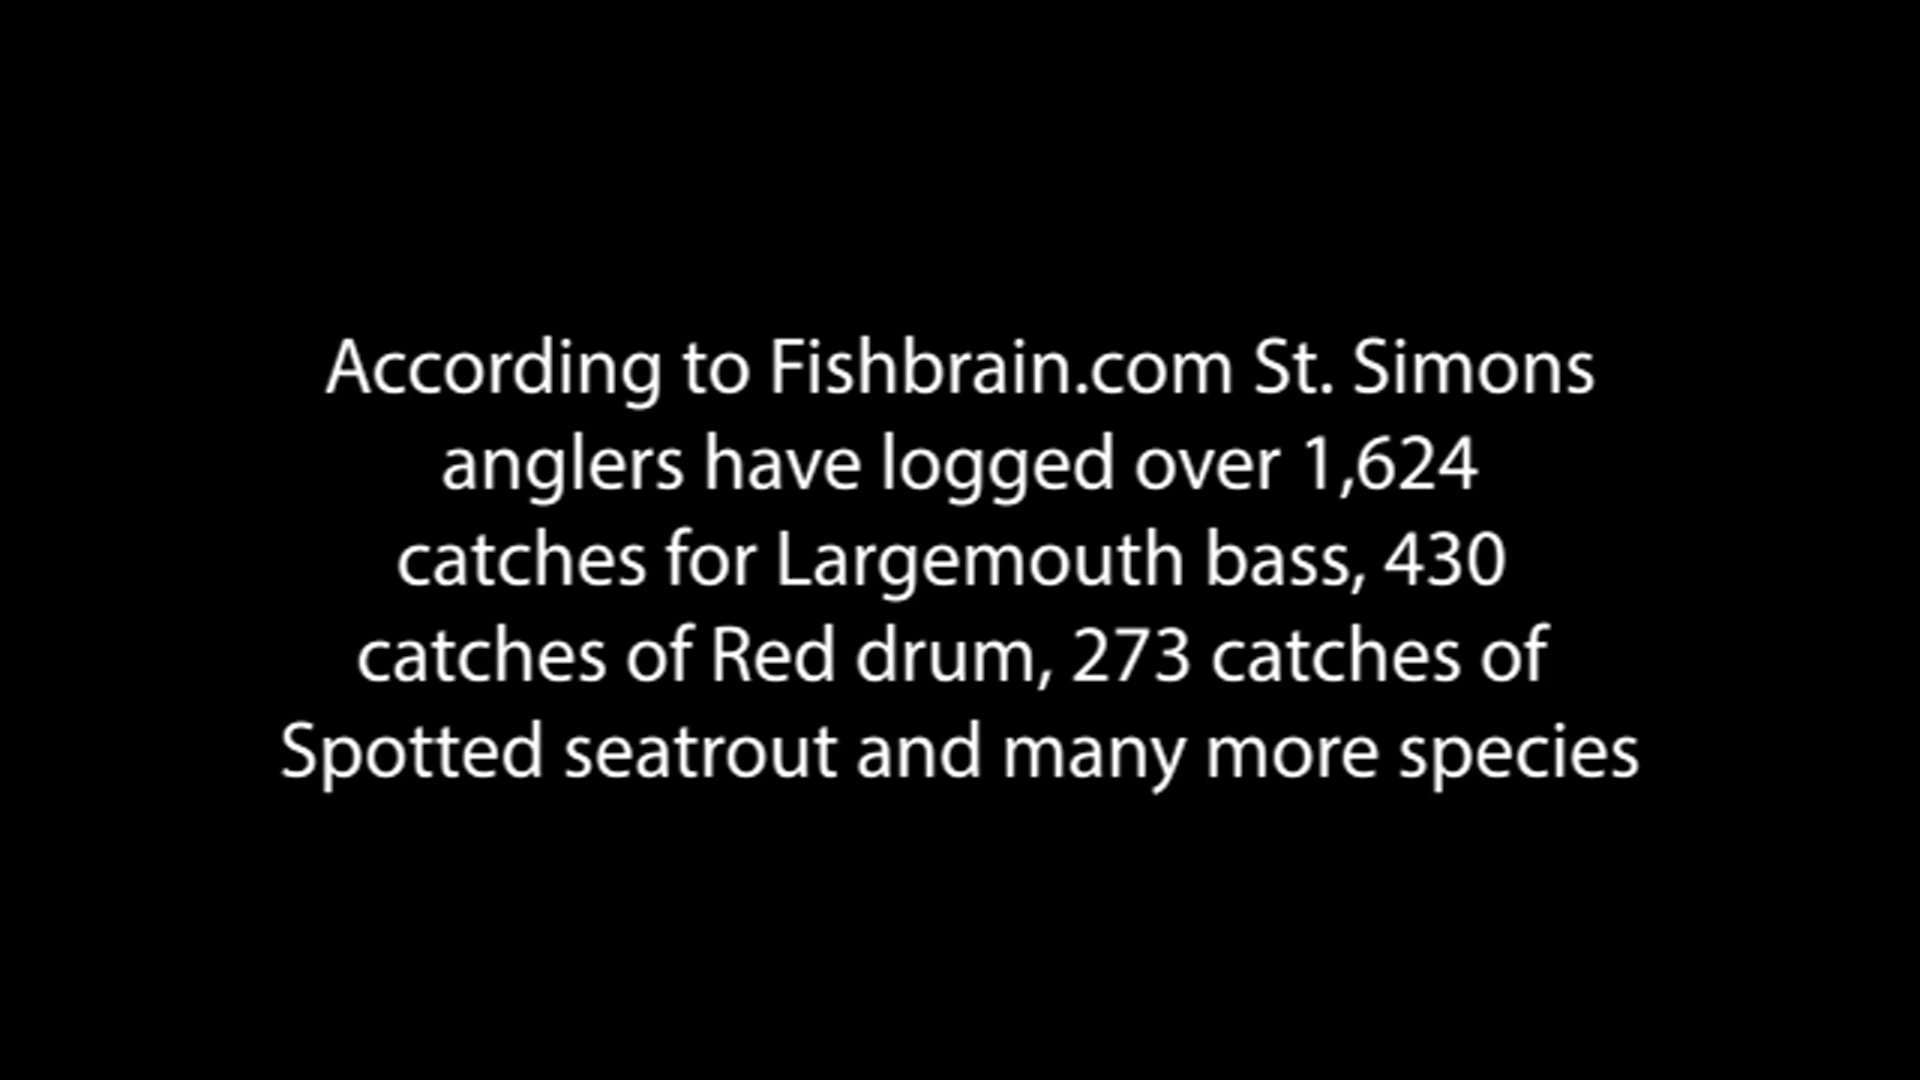 According to Fishbrain.com St. Simons
anglers have logged over 1,624
catches for Largemouth bass, 430
catches of Red drum, 273 catches of
Spotted seatrout and many more species